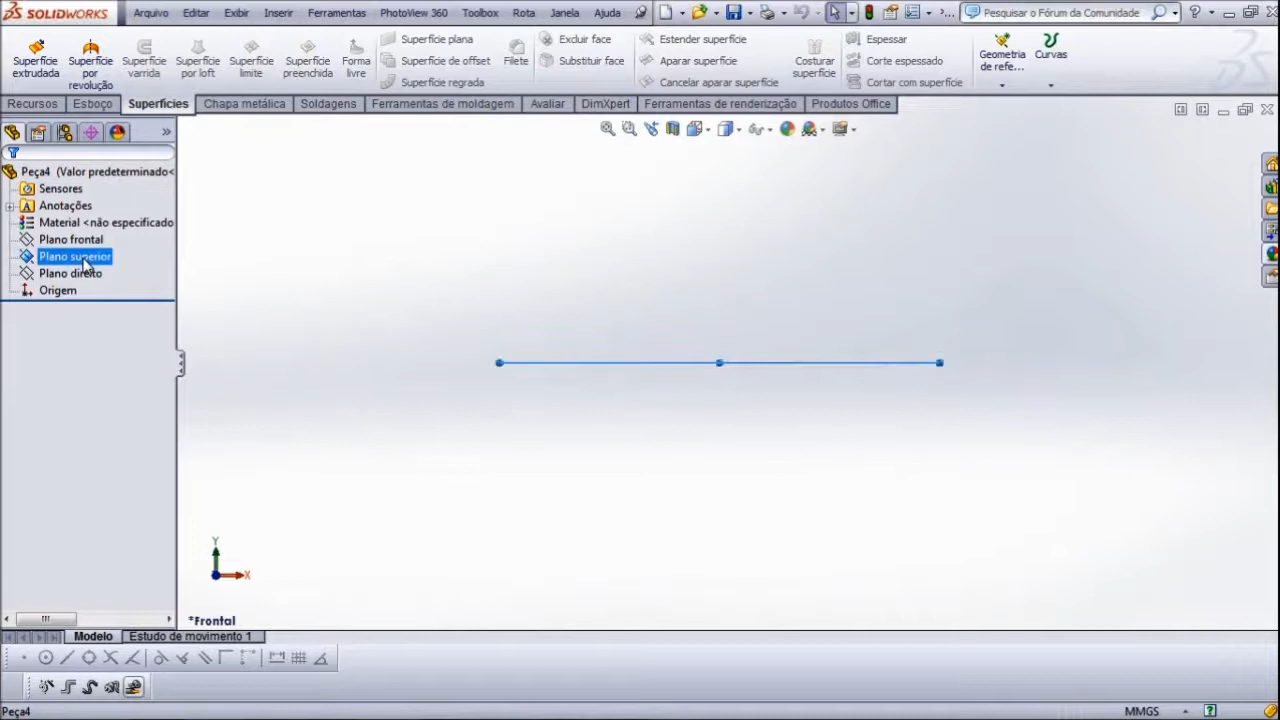 SOLIDWORKS Arquivo Editar Exibir Inserir Ferramentas PhotoView 360 Toolbox Rota Janela Ajuda Pesquisar o Fórum da Comunidade
Superfície extrudada
Superfície por revolução
Superfície varrida
Superfície por loft
Superfície limite
Superfície preenchida
Forma livre
Superfície plana
Superfície de offset
Superfície regrada
Filete
Excluir face
Substituir face
Estender superfície
Aparar superfície
Cancelar aparar superfície
Costurar superfície
Espessar
Corte espessado
Cortar com superfície
Geometria de refe...
Curvas
Recursos Esboço Superfícies Chapa metálica Soldagens Ferramentas de moldagem Avaliar DimXpert Ferramentas de renderização Produtos Office
Peça4 (Valor predeterminado<
Sensores
Anotações
Material <não especificado
Plano frontal
Plano superior
Plano direito
Origem
Y
X
*Frontal
Modelo Estudo de movimento 1
Peça4 MMGS